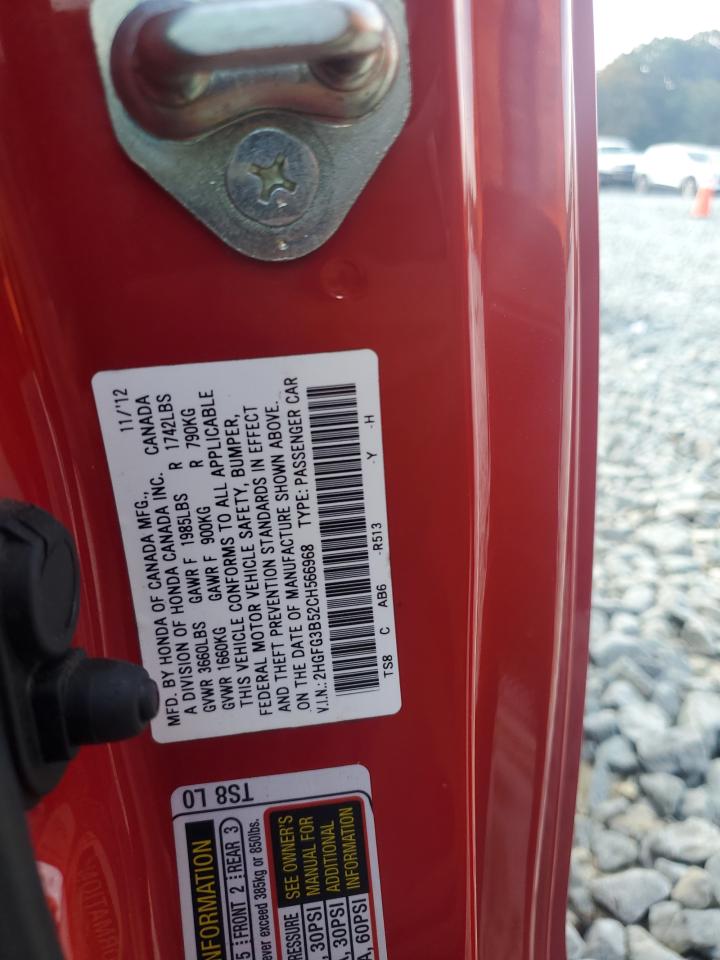 MFD. BY HONDA OF CANADA MFG., 11/'12
A DIVISION OF HONDA CANADA INC. CANADA
GVWR 3660LBS GAWR F 1985LBS R 1742LBS
GVWR 1660KG GAWR F 900KG R 790KG
THIS VEHICLE CONFORMS TO ALL APPLICABLE
FEDERAL MOTOR VEHICLE SAFETY, BUMPER,
AND THEFT PREVENTION STANDARDS IN EFFECT
ON THE DATE OF MANUFACTURE SHOWN ABOVE.
V.I.N.: 2HGFG3B52CH566968 TYPE: PASSENGER CAR
TS8 C AB6 -R513 -Y -H
TS8 L0
INFORMATION
5 FRONT 2 REAR 3
never exceed 385kg or 850lbs.
PRESSURE
SEE OWNER'S
MANUAL FOR
ADDITIONAL
INFORMATION
30PSI
30PSI
60PSI